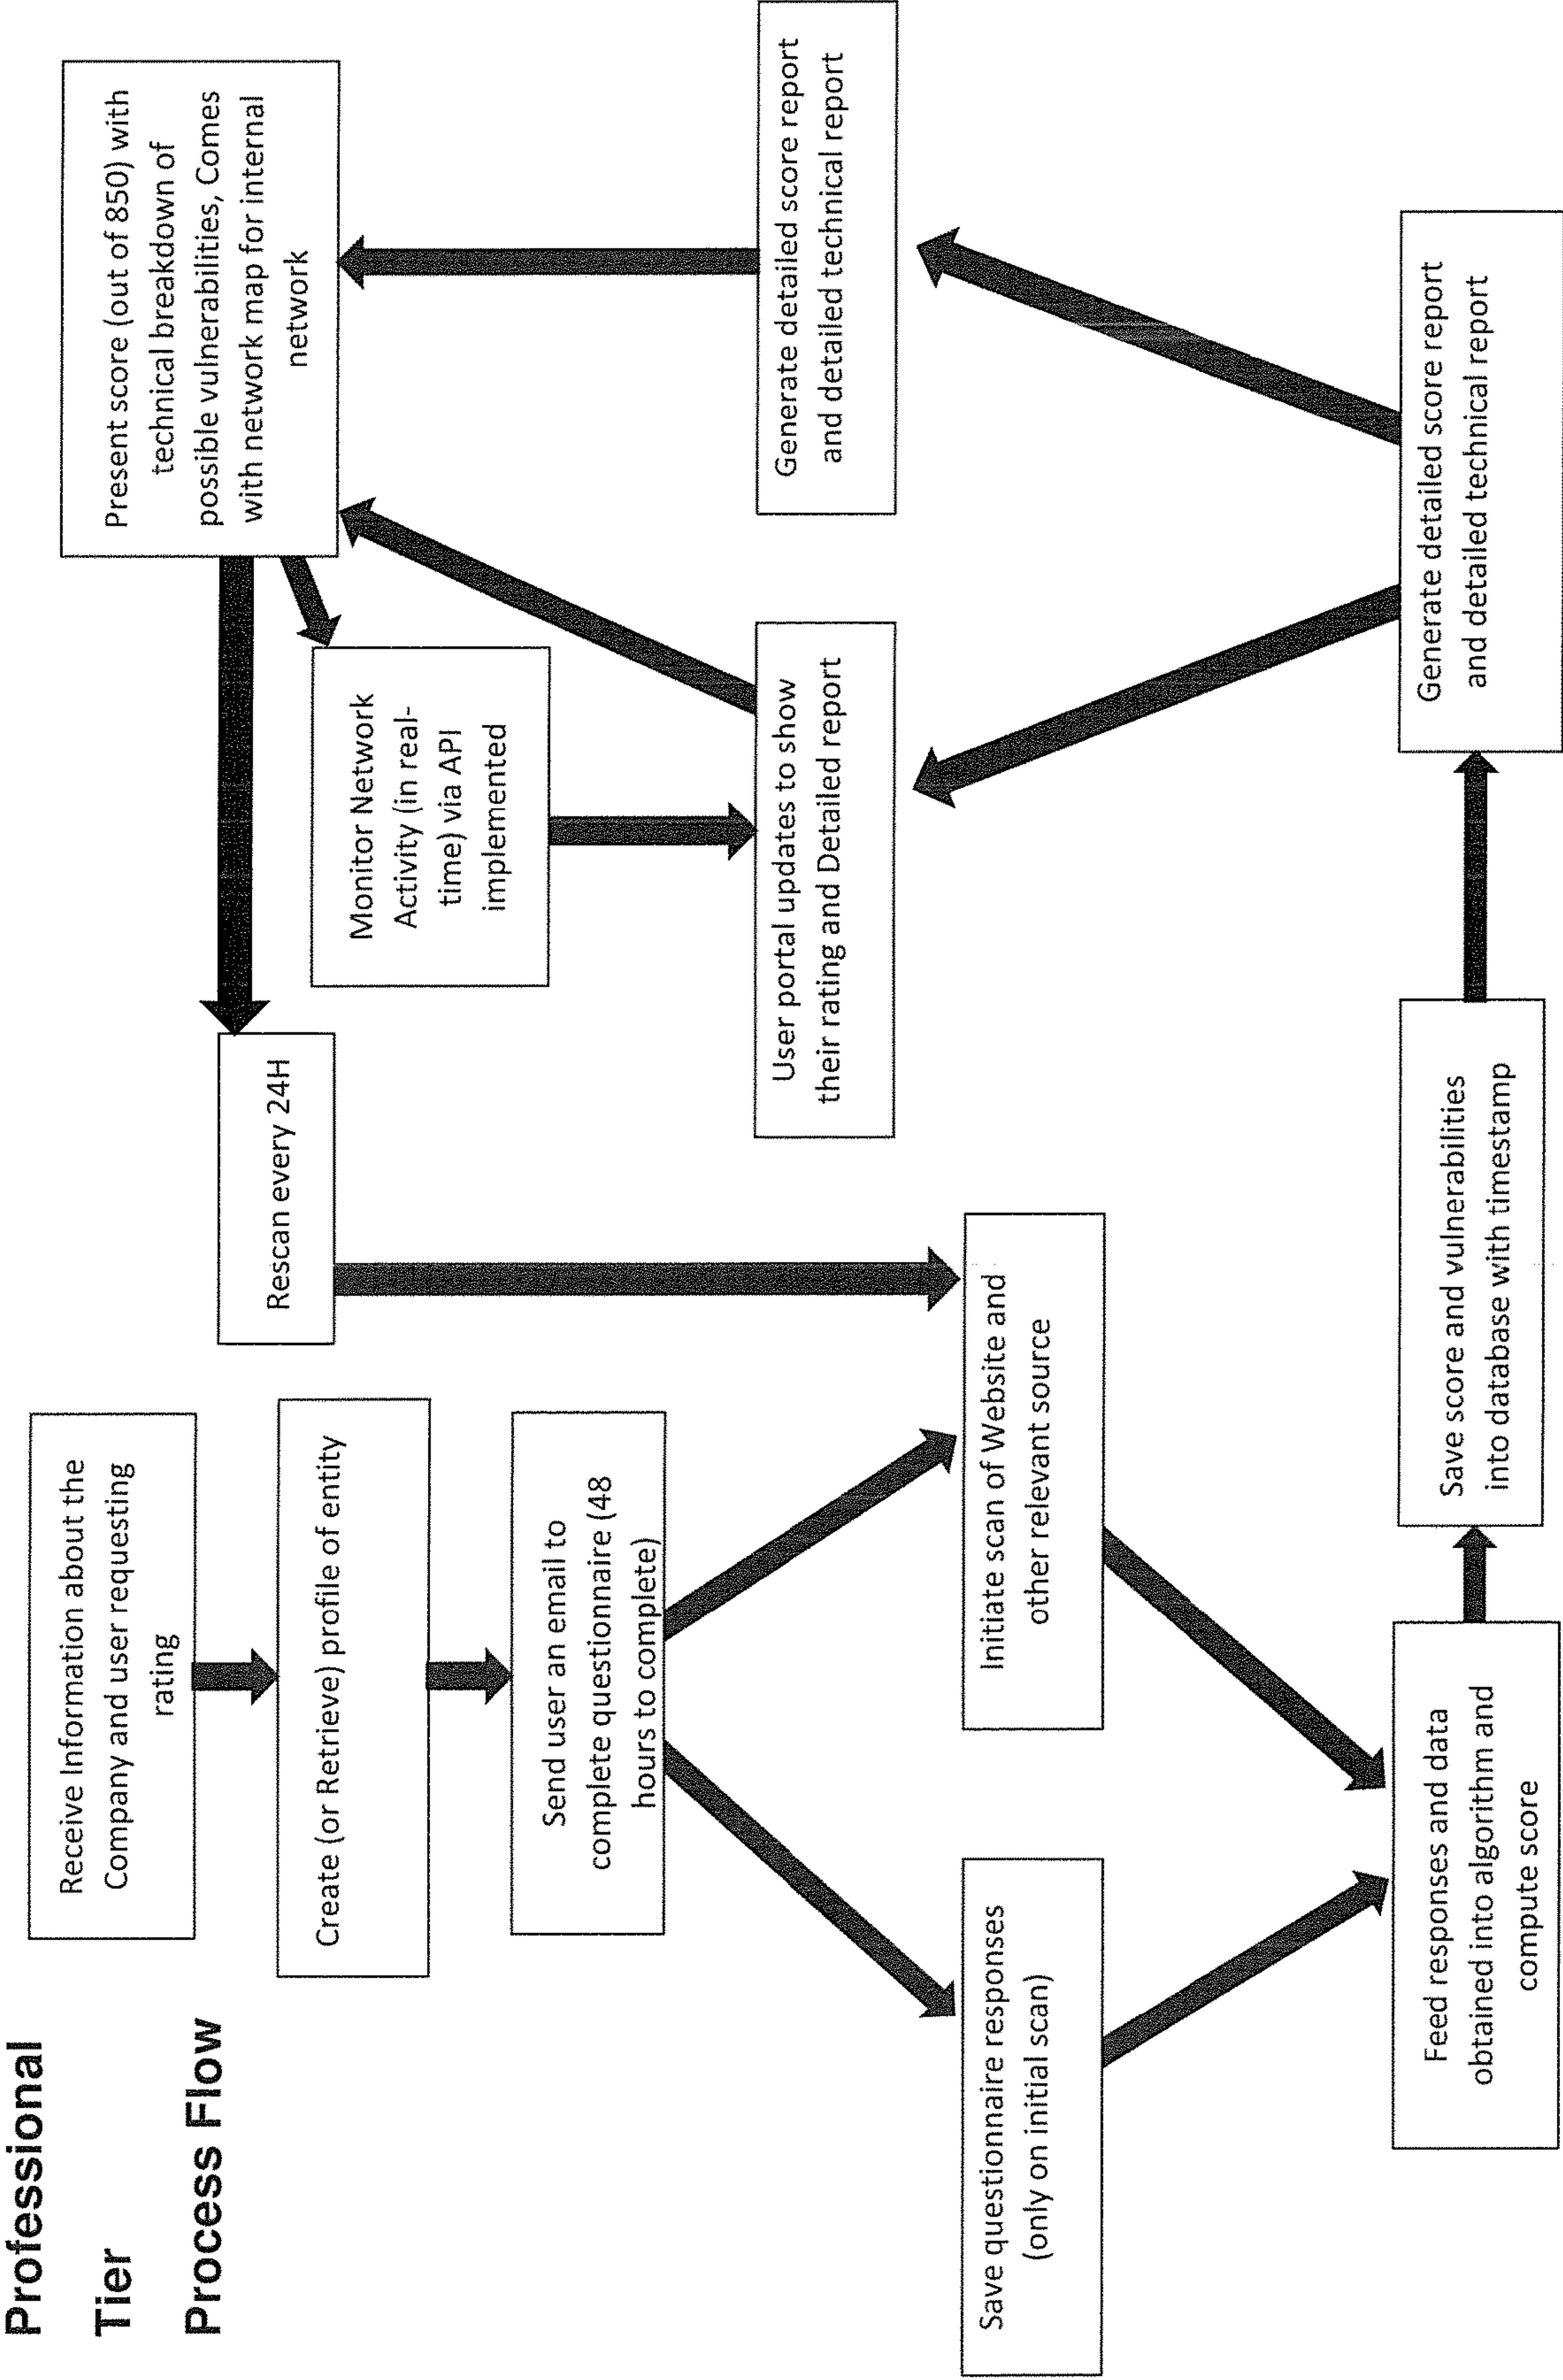 Professional
Tier
Process Flow
Receive Information about the
Company and user requesting
rating
Create (or Retrieve) profile of entity
Send user an email to
complete questionnaire (48
hours to complete)
Save questionnaire responses
(only on initial scan)
Initiate scan of Website and
other relevant source
Feed responses and data
obtained into algorithm and
compute score
Save score and vulnerabilities
into database with timestamp
Generate detailed score report
and detailed technical report
User portal updates to show
their rating and Detailed report
Generate detailed score report
and detailed technical report
Present score (out of 850) with
technical breakdown of
possible vulnerabilities, Comes
with network map for internal
network
Monitor Network
Activity (in real-
time) via API
implemented
Rescan every 24H